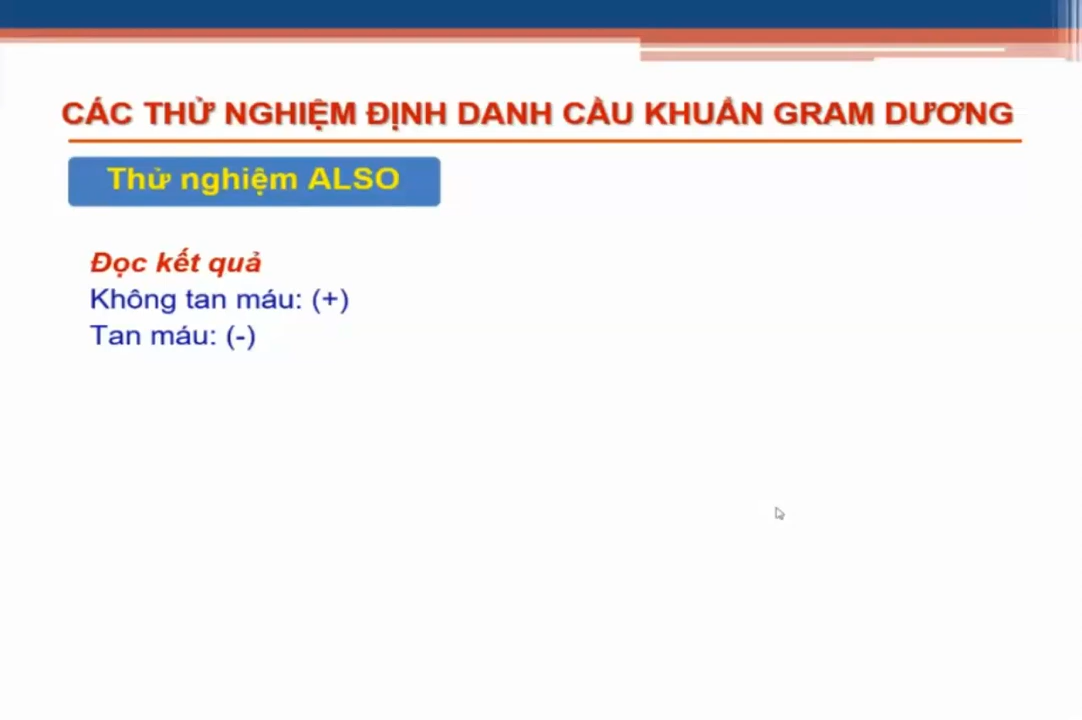 CÁC THỬ NGHIỆM ĐỊNH DANH CẦU KHUẨN GRAM DƯƠNG
Thử nghiệm ALSO
Đọc kết quả
Không tan máu: (+)
Tan máu: (-)